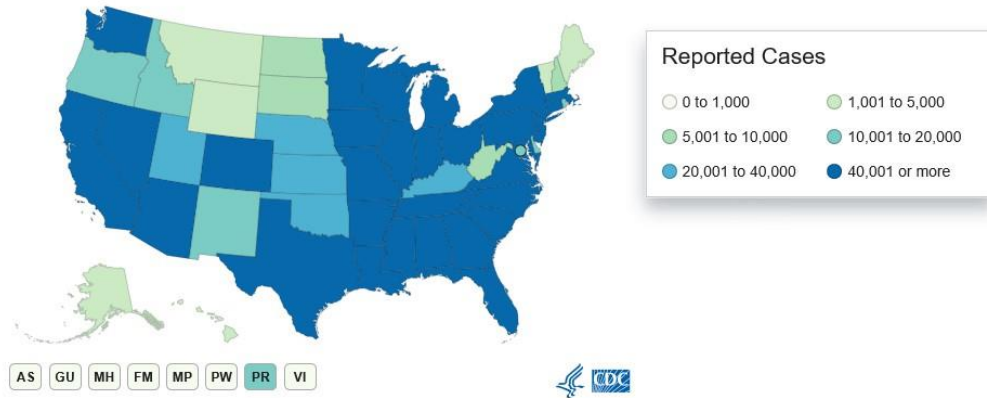 Reported Cases
0 to 1,000 1,001 to 5,000
5,001 to 10,000 10,001 to 20,000
20,001 to 40,000 40,001 or more
AS GU MH FM MP PW PR VI
CDC